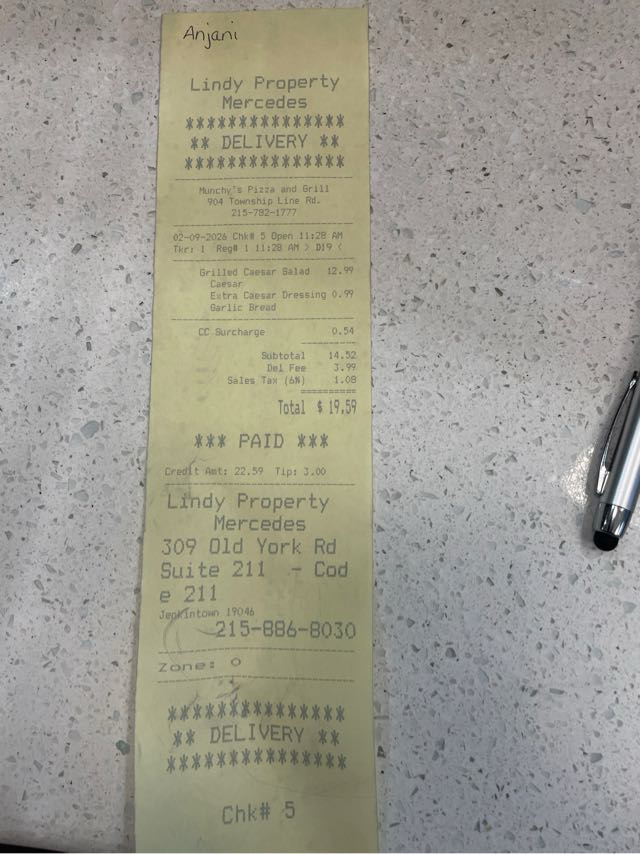 Anjani
Lindy Property
Mercedes
***************
** DELIVERY **
***************
Munchy's Pizza and Grill
904 Township Line Rd.
215-782-1777
02-09-2026 Chk# 5 Open 11:28 AM
Tkr: 1 Reg# 1 11:28 AM > D19 <
Grilled Caesar Salad 12.99
Caesar
Extra Caesar Dressing 0.99
Garlic Bread
CC Surcharge 0.54
Subtotal 14.52
Del Fee 3.99
Sales Tax (6%) 1.08
Total $ 19.59
*** PAID ***
Credit Amt: 22.59 Tip: 3.00
Lindy Property
Mercedes
309 Old York Rd
Suite 211 - Cod
e 211
Jenkintown 19046
215-886-8030
Zone: 0
***************
** DELIVERY **
***************
Chk# 5